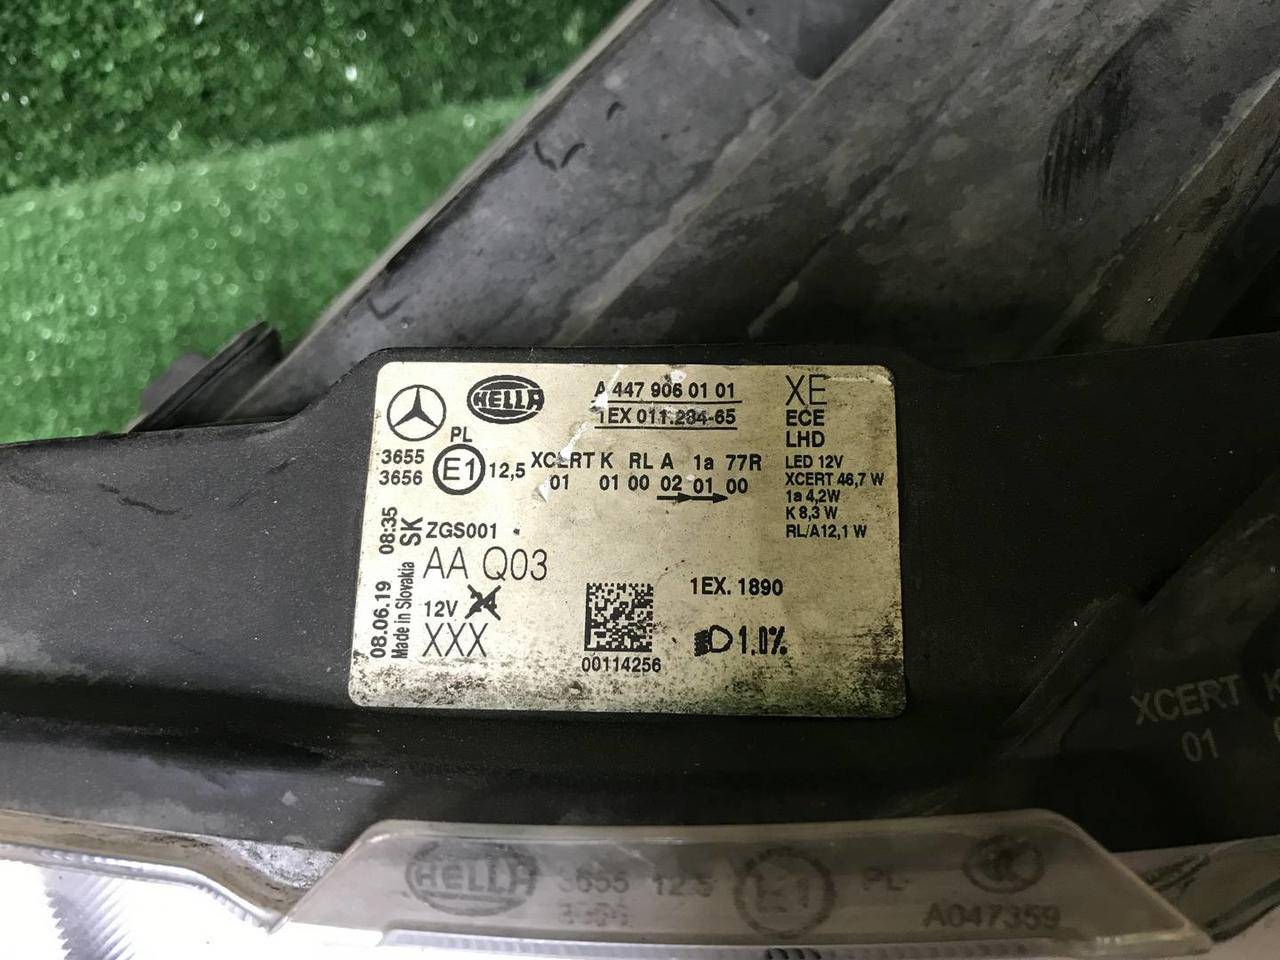 HELLA
A 447 906 01 01
1EX 011.284-65
XE
ECE
LHD
LED 12V
XCERT 46,7 W
1a 4,2W
K 8,3 W
RL/A12,1 W
PL
3655
3656
E1
12,5
XCERT K RL A 1a 77R
01 01 00 02 01 00
08.06.19 08:35
Made in Slovakia SK
ZGS001
AA Q03
12V
XXX
00114256
1EX. 1890
1.0%
XCERT K
01
HELLA 3655 12.5 E1 PL
3656
A047359